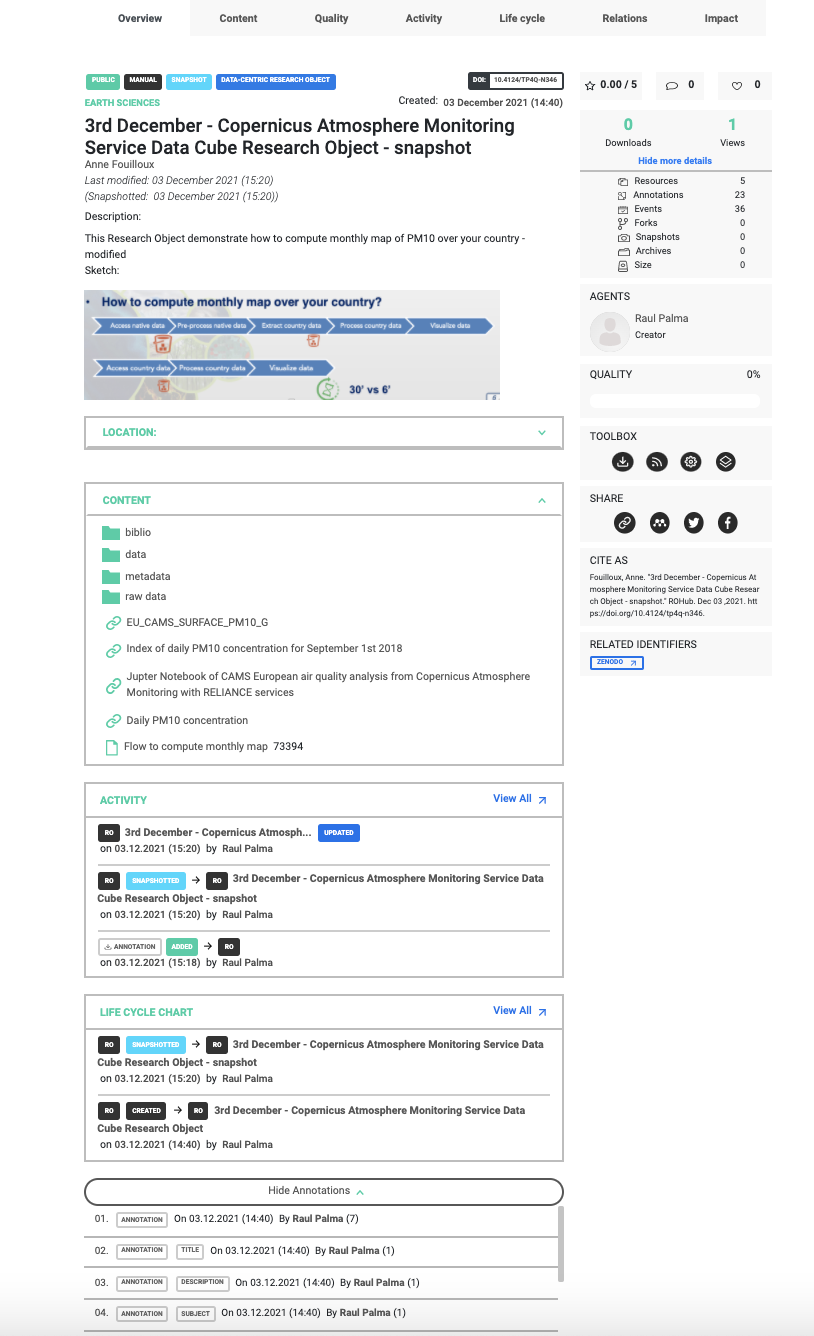 Overview Content Quality Activity Life cycle Relations Impact
PUBLIC MANUAL SNAPSHOT DATA-CENTRIC RESEARCH OBJECT DOI: 10.4124/TP4Q-N346
EARTH SCIENCES Created: 03 December 2021 (14:40)
3rd December - Copernicus Atmosphere Monitoring
Service Data Cube Research Object - snapshot
Anne Fouilloux
Last modified: 03 December 2021 (15:20)
(Snapshotted: 03 December 2021 (15:20))
Description:
This Research Object demonstrate how to compute monthly map of PM10 over your country -
modified
Sketch:
• How to compute monthly map over your country?
Access native data Pre-process native data Extract country data Process country data Visualize data
Access country data Process country data Visualize data
30' vs 6'
LOCATION:
CONTENT
biblio
data
metadata
raw data
EU_CAMS_SURFACE_PM10_G
Index of daily PM10 concentration for September 1st 2018
Jupter Notebook of CAMS European air quality analysis from Copernicus Atmosphere
Monitoring with RELIANCE services
Daily PM10 concentration
Flow to compute monthly map 73394
ACTIVITY View All
RO 3rd December - Copernicus Atmosph... UPDATED
on 03.12.2021 (15:20) by Raul Palma
RO SNAPSHOTTED → RO 3rd December - Copernicus Atmosphere Monitoring Service Data
Cube Research Object - snapshot
on 03.12.2021 (15:20) by Raul Palma
ANNOTATION ADDED → RO
on 03.12.2021 (15:18) by Raul Palma
LIFE CYCLE CHART View All
RO SNAPSHOTTED → RO 3rd December - Copernicus Atmosphere Monitoring Service Data
Cube Research Object - snapshot
on 03.12.2021 (15:20) by Raul Palma
RO CREATED → RO 3rd December - Copernicus Atmosphere Monitoring Service Data
Cube Research Object
on 03.12.2021 (14:40) by Raul Palma
Hide Annotations
01. ANNOTATION On 03.12.2021 (14:40) By Raul Palma (7)
02. ANNOTATION TITLE On 03.12.2021 (14:40) By Raul Palma (1)
03. ANNOTATION DESCRIPTION On 03.12.2021 (14:40) By Raul Palma (1)
04. ANNOTATION SUBJECT On 03.12.2021 (14:40) By Raul Palma (1)
0.00 / 5 0 0
0 1
Downloads Views
Hide more details
Resources 5
Annotations 23
Events 36
Forks 0
Snapshots 0
Archives 0
Size 0
AGENTS
Raul Palma
Creator
QUALITY 0%
TOOLBOX
SHARE
CITE AS
Fouilloux, Anne. "3rd December - Copernicus At
mosphere Monitoring Service Data Cube Resear
ch Object - snapshot." ROHub. Dec 03 ,2021. htt
ps://doi.org/10.4124/tp4q-n346.
RELATED IDENTIFIERS
ZENODO